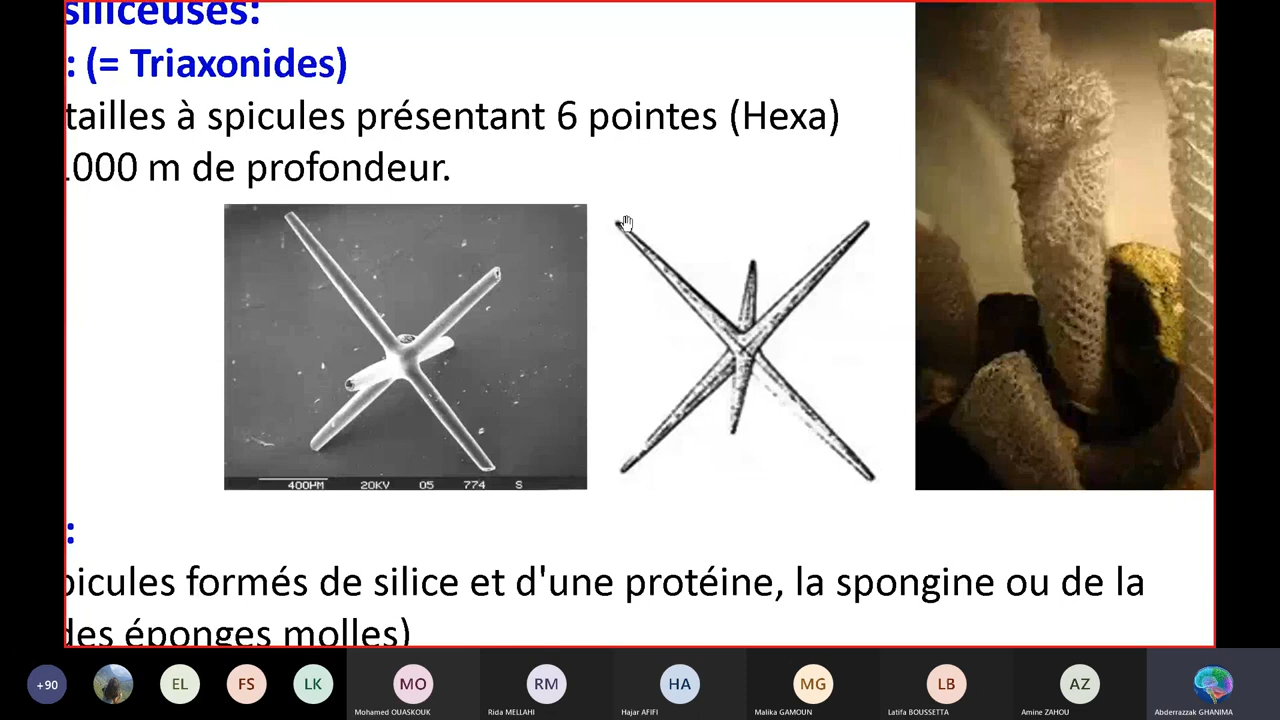 siliceuses:
: (= Triaxonides)
tailles à spicules présentant 6 pointes (Hexa)
1000 m de profondeur.
400µM 20KV 05 774 S
:
picules formés de silice et d'une protéine, la spongine ou de la
des éponges molles)
+90 EL FS LK MO RM HA MG LB AZ
Mohamed OUASKOUK Rida MELLAHI Hajar AFIFI Malika GAMOUN Latifa BOUSSETTA Amine ZAHOU Abderrazzak GHANIMA